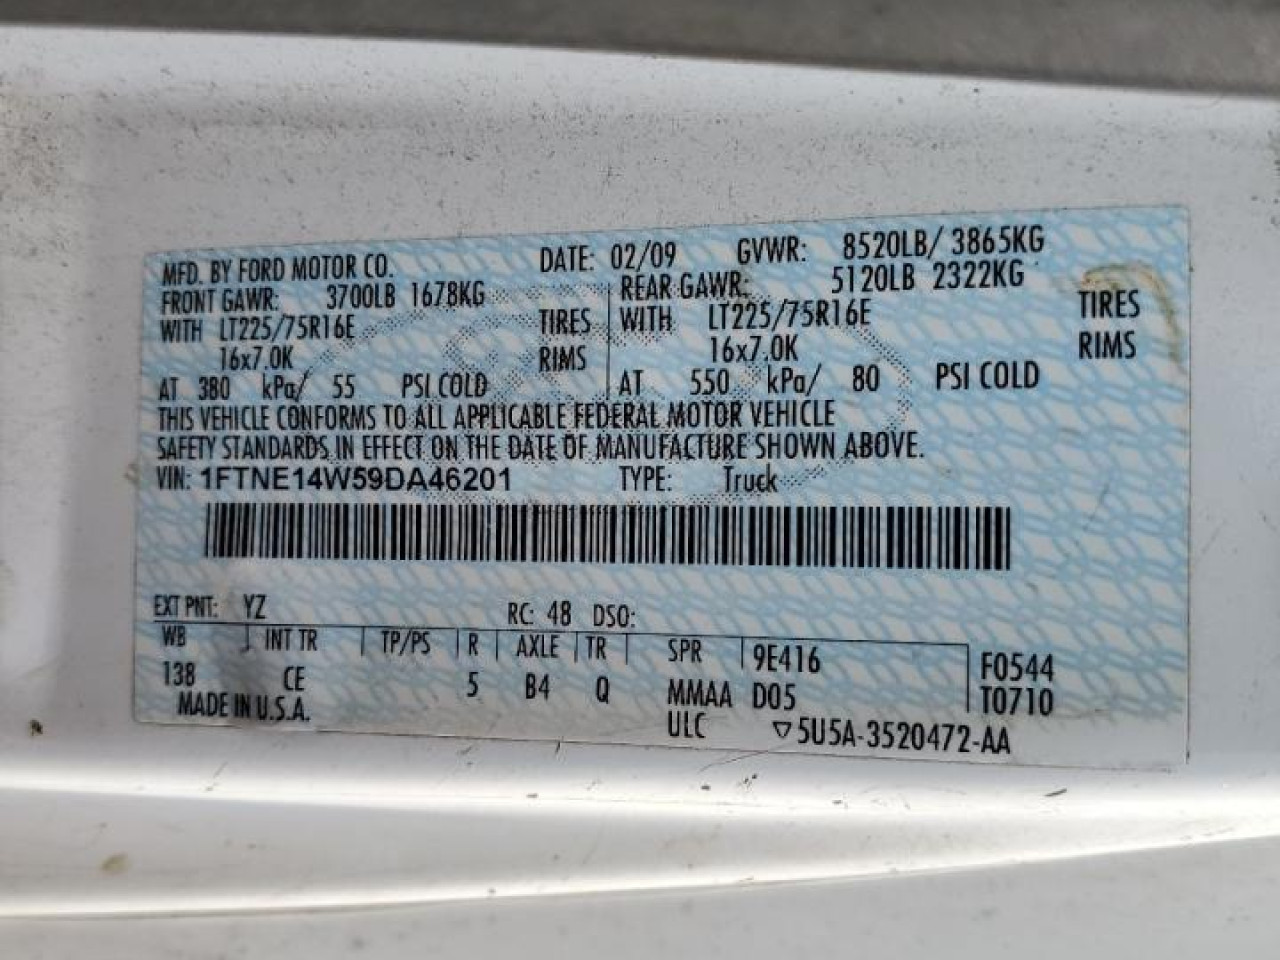 MFD. BY FORD MOTOR CO. DATE: 02/09 GVWR: 8520LB/ 3865KG
FRONT GAWR: 3700LB 1678KG REAR GAWR: 5120LB 2322KG
WITH LT225/75R16E TIRES WITH LT225/75R16E TIRES
16x7.0K RIMS 16x7.0K RIMS
AT 380 kPa/ 55 PSI COLD AT 550 kPa/ 80 PSI COLD
THIS VEHICLE CONFORMS TO ALL APPLICABLE FEDERAL MOTOR VEHICLE
SAFETY STANDARDS IN EFFECT ON THE DATE OF MANUFACTURE SHOWN ABOVE.
VIN: 1FTNE14W59DA46201 TYPE: Truck
EXT PNT: YZ RC: 48 DSO:
WB INT TR TP/PS R AXLE TR SPR 9E416 F0544
138 CE 5 B4 Q MMAA D05 T0710
MADE IN U.S.A. ULC ▽5U5A-3520472-AA